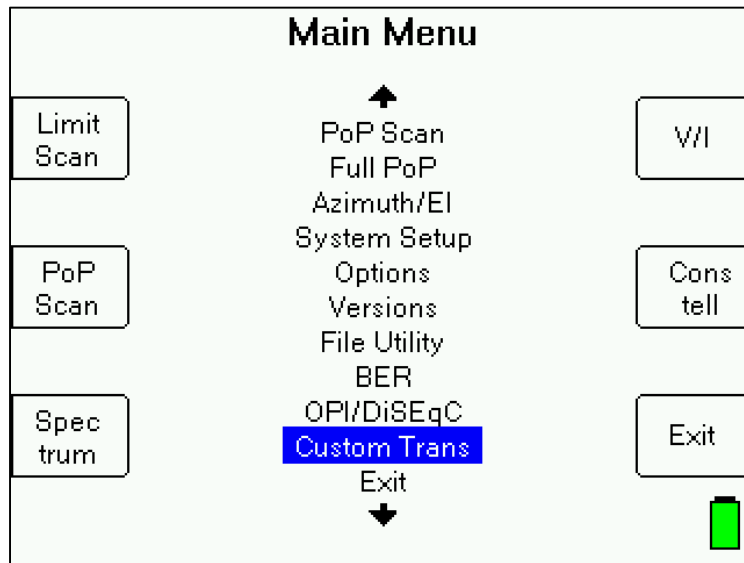 Main Menu
Limit
Scan
PoP
Scan
Spec
trum
PoP Scan
Full PoP
Azimuth/El
System Setup
Options
Versions
File Utility
BER
OPI/DiSEqC
Custom Trans
Exit
V/I
Cons
tell
Exit